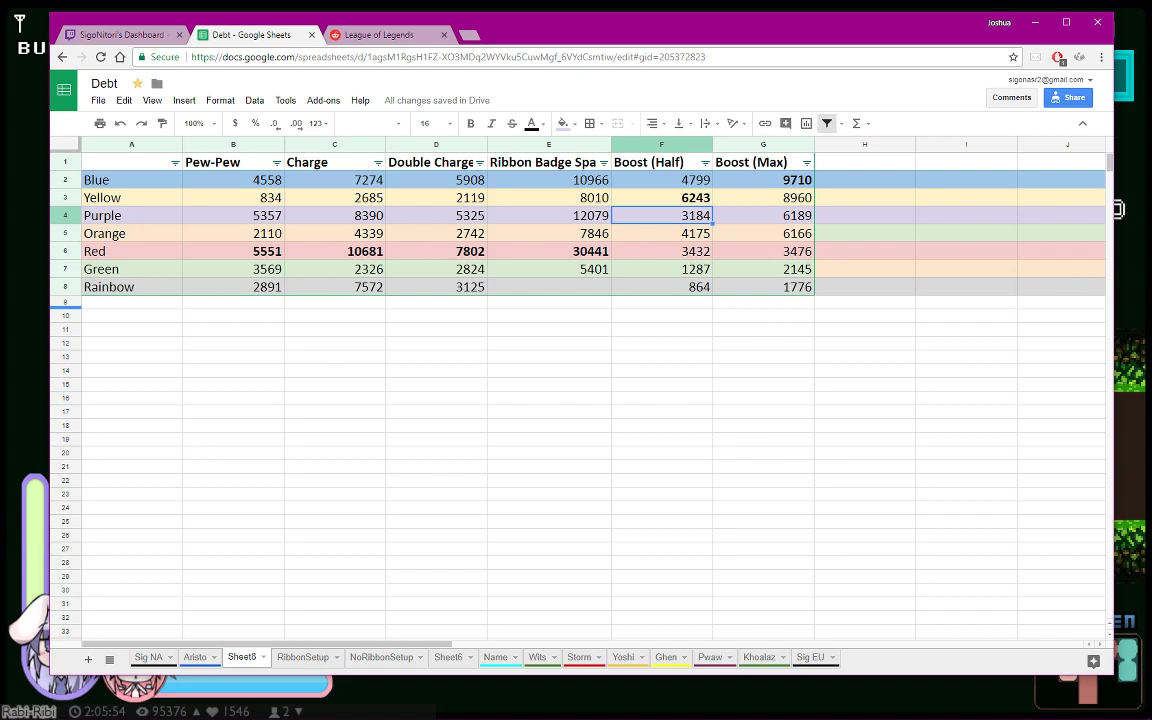 BU
SigoNitori's Dashboard - Debt - Google Sheets League of Legends Joshua
Secure https://docs.google.com/spreadsheets/d/1agsM1RgsH1FZ-XO3MDq2WYVku5CuwMgf_6VYdCsmtiw/edit#gid=205372823
Debt sigonasr2@gmail.com
File Edit View Insert Format Data Tools Add-ons Help All changes saved in Drive Comments Share
100% $ % .0 .00 123 16 B I S A Σ
A B C D E F G H I J
1 Pew-Pew Charge Double Charge Ribbon Badge Spa Boost (Half) Boost (Max)
2 Blue 4558 7274 5908 10966 4799 9710
3 Yellow 834 2685 2119 8010 6243 8960
4 Purple 5357 8390 5325 12079 3184 6189
5 Orange 2110 4339 2742 7846 4175 6166
6 Red 5551 10681 7802 30441 3432 3476
7 Green 3569 2326 2824 5401 1287 2145
8 Rainbow 2891 7572 3125 864 1776
9
10
11
12
13
14
15
16
17
18
19
20
21
22
23
24
25
26
27
28
29
30
31
32
33
+ Sig NA Aristo Sheet8 RibbonSetup NoRibbonSetup Sheet6 Name Wits Storm Yoshi Ghen Pwaw Khoalaz Sig EU
Rabi-Ribi 2:05:54 95376 1546 2